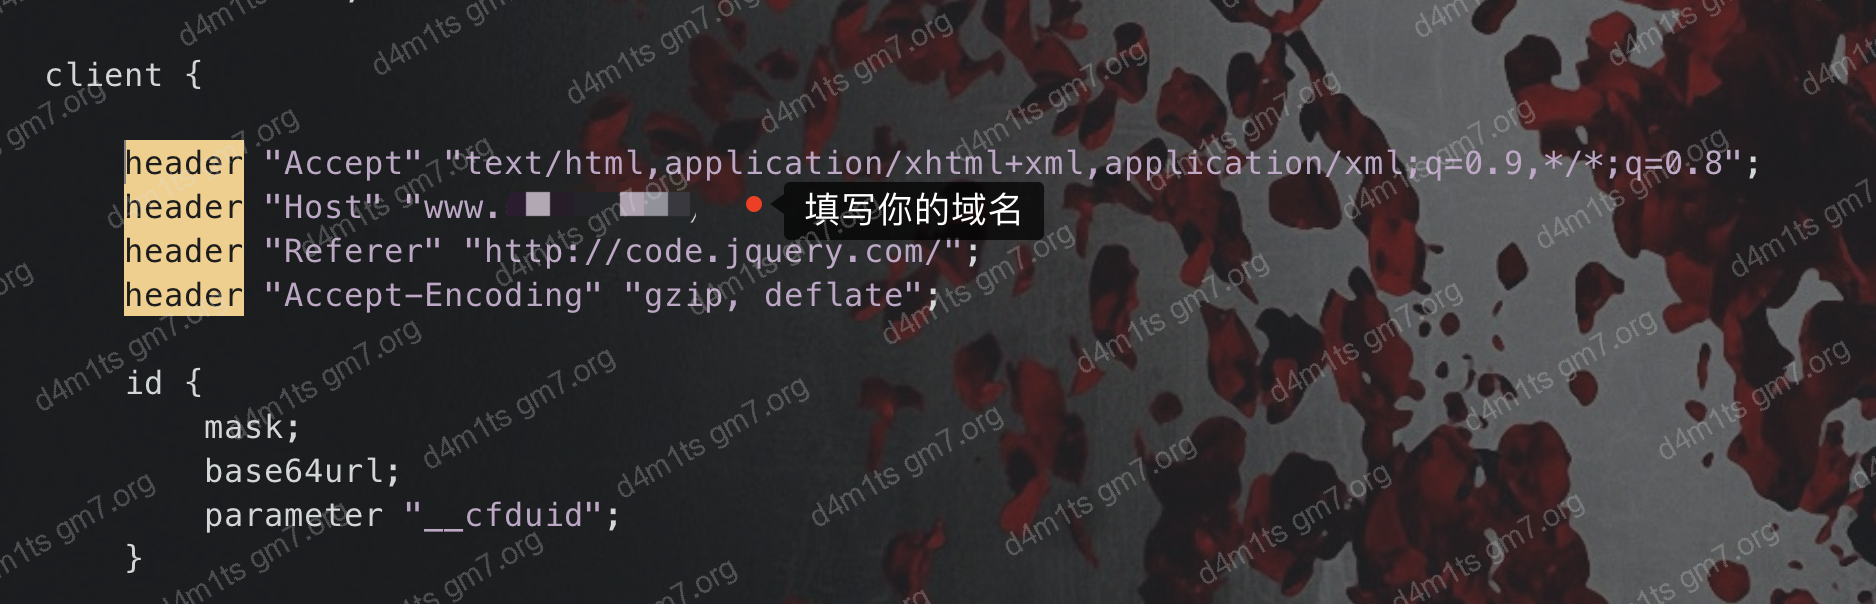 client {
header "Accept" "text/html,application/xhtml+xml,application/xml;q=0.9,*/*;q=0.8";
header "Host" "www.
填写你的域名
header "Referer" "http://code.jquery.com/";
header "Accept-Encoding" "gzip, deflate";
id {
mask;
base64url;
parameter "__cfduid";
}
d4m1ts gm7.org